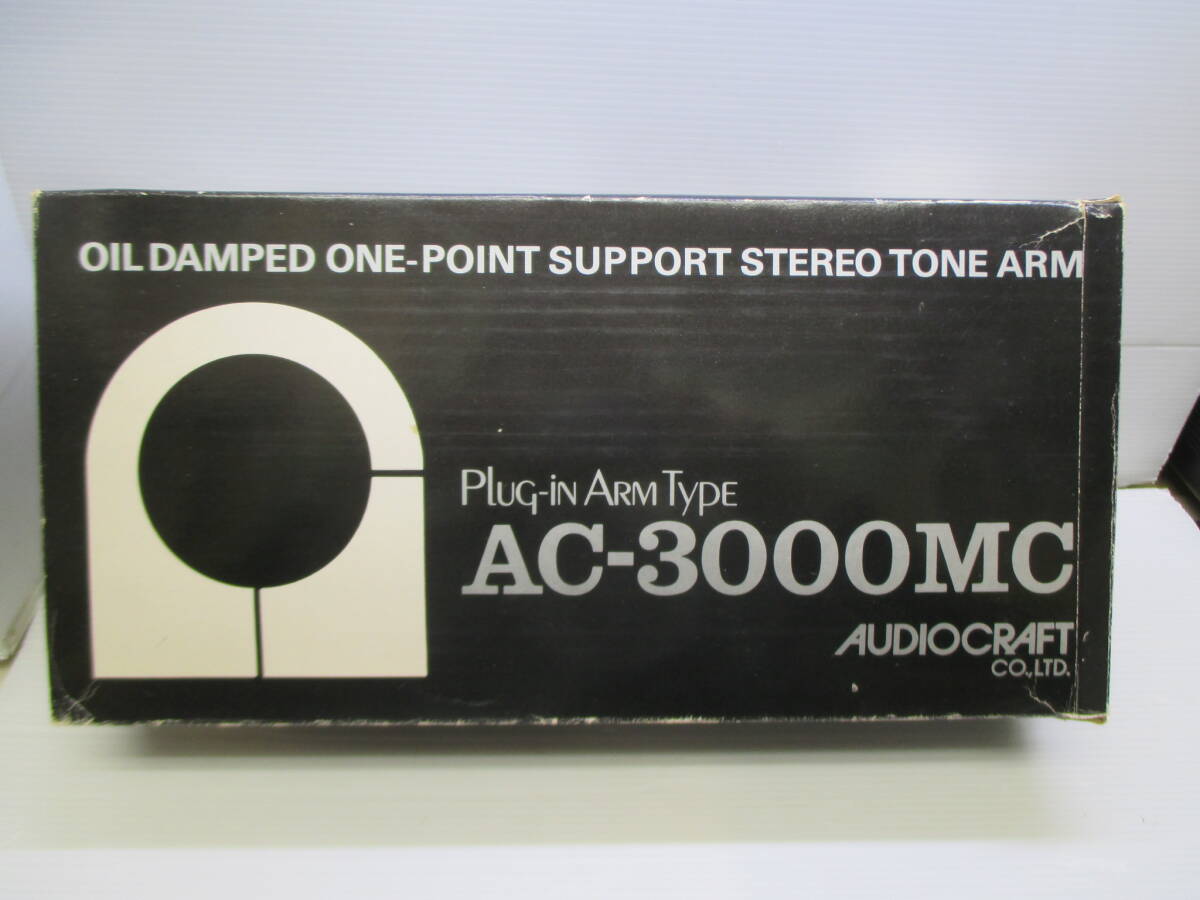 OIL DAMPED ONE-POINT SUPPORT STEREO TONE ARM
PLUG-iN ARM TYPE
AC-3000MC
AUDIOCRAFT
CO.,LTD.